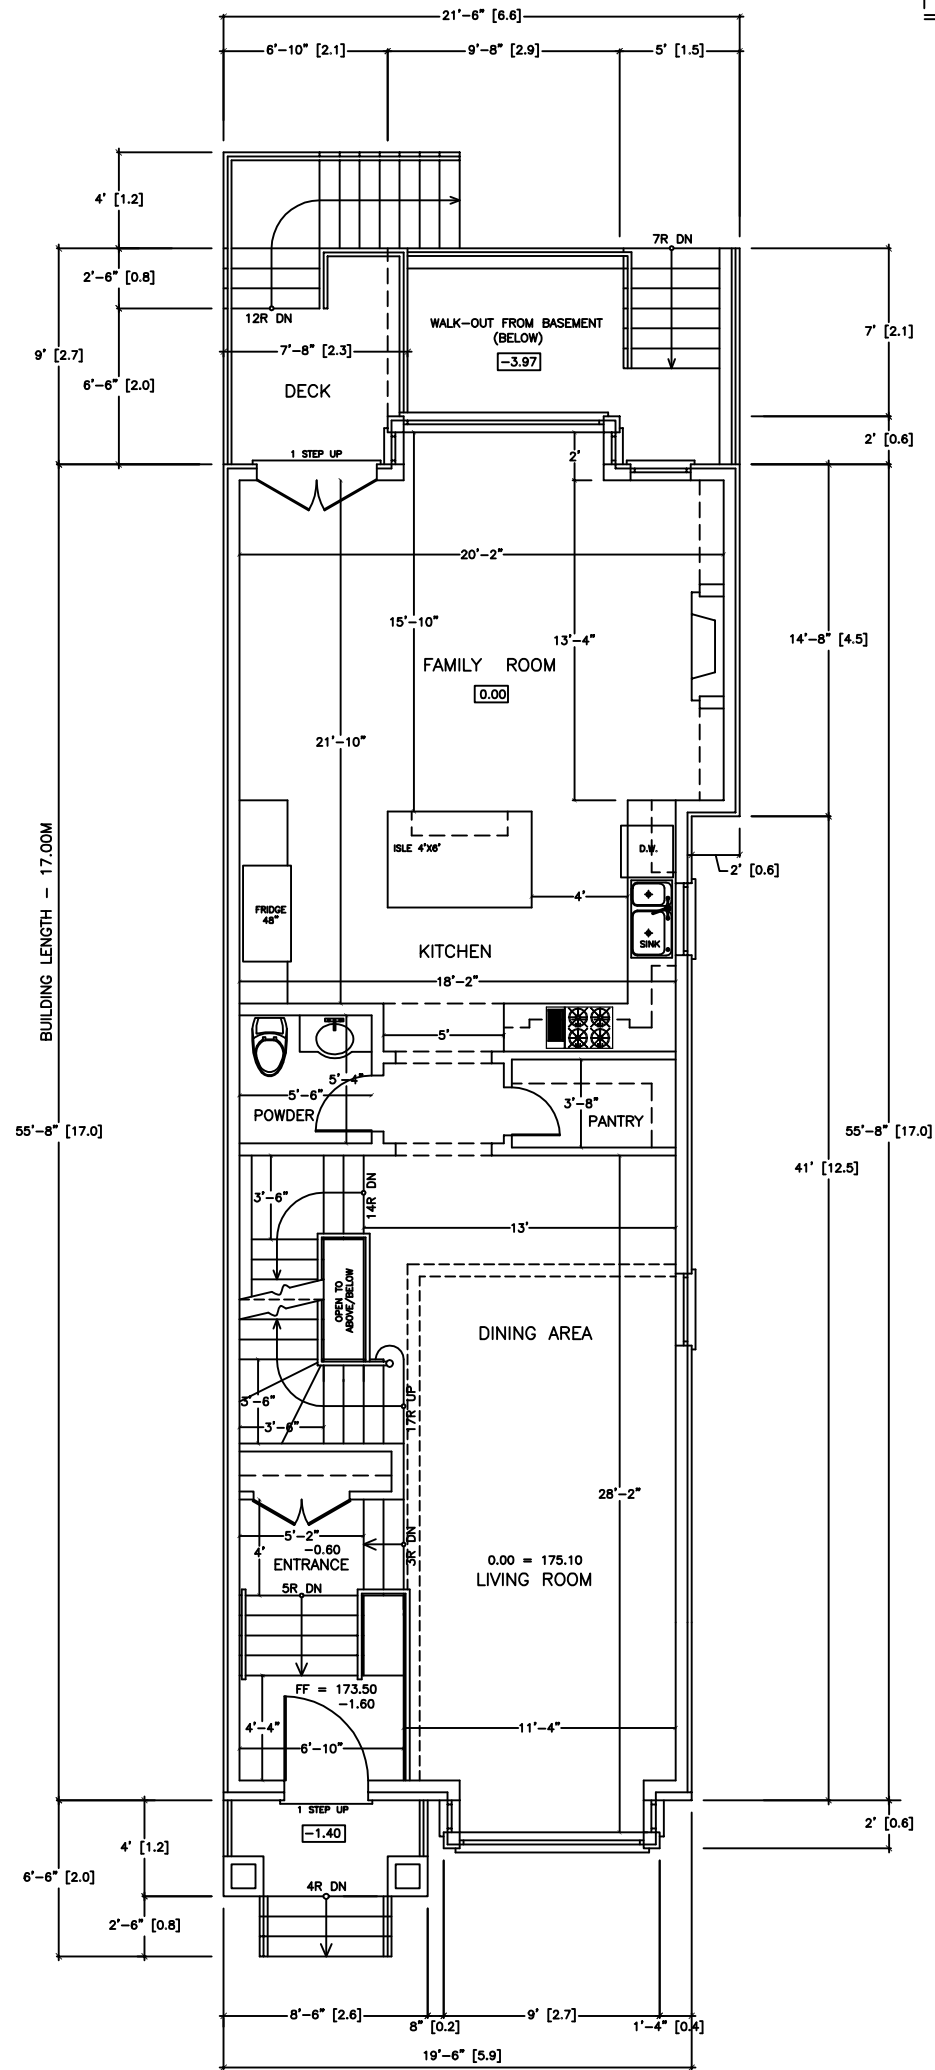 21'-6" [6.6]
6'-10" [2.1]
9'-8" [2.9]
5' [1.5]
4' [1.2]
7R DN
2'-6" [0.8]
12R DN
WALK-OUT FROM BASEMENT
(BELOW)
-3.97
7' [2.1]
9' [2.7]
7'-8" [2.3]
6'-6" [2.0]
DECK
2' [0.6]
1 STEP UP
2'
20'-2"
15'-10"
13'-4"
14'-8" [4.5]
FAMILY ROOM
0.00
21'-10"
ISLE 4'X6'
D.W.
2' [0.6]
4'
FRIDGE
48"
SINK
KITCHEN
18'-2"
BUILDING LENGTH - 17.00M
5'
5'-4"
5'-6"
3'-8"
POWDER
PANTRY
55'-8" [17.0]
55'-8" [17.0]
41' [12.5]
3'-6"
14R DN
13'
OPEN TO
ABOVE/BELOW
DINING AREA
3'-6"
17R UP
3'-6"
28'-2"
5'-2"
-0.60
4'
3R DN
ENTRANCE
0.00 = 175.10
LIVING ROOM
5R DN
FF = 173.50
-1.60
4'-4"
11'-4"
6'-10"
1 STEP UP
-1.40
2' [0.6]
4' [1.2]
6'-6" [2.0]
4R DN
2'-6" [0.8]
8'-6" [2.6]
8" [0.2]
9' [2.7]
1'-4" [0.4]
19'-6" [5.9]